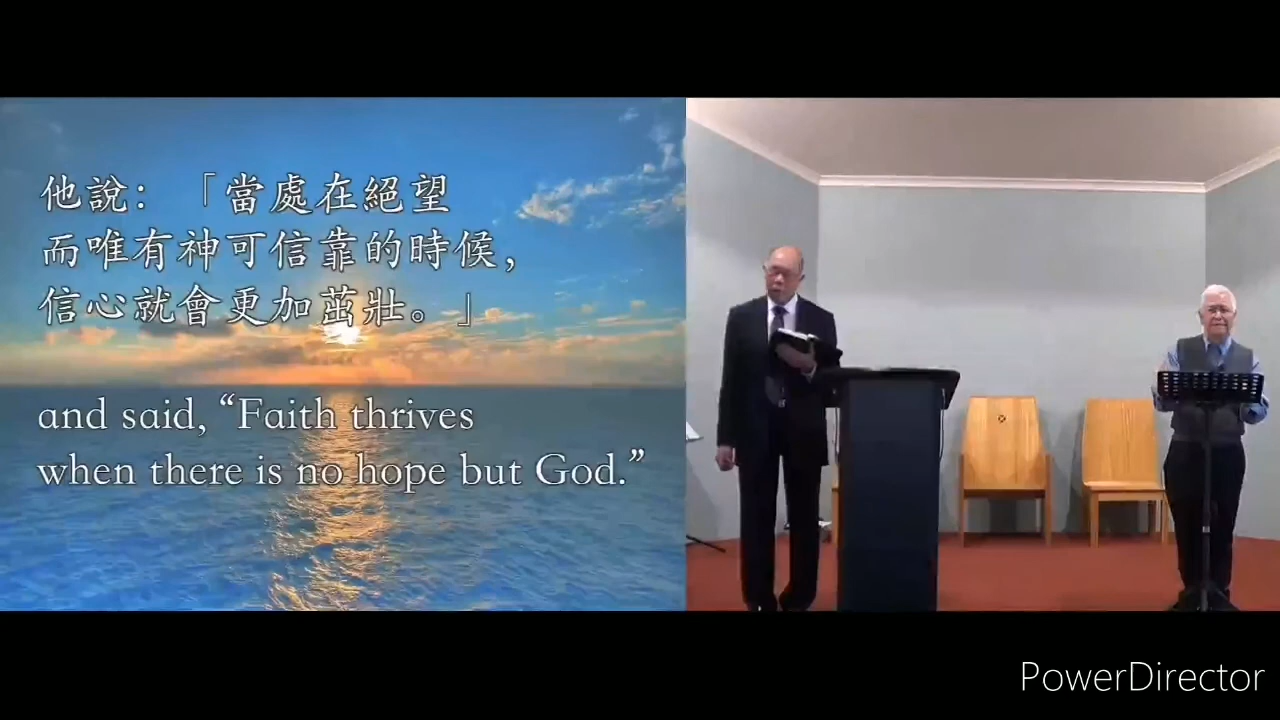 他說：「當處在絕望
而唯有神可信靠的時候，
信心就會更加茁壯。」
and said, “Faith thrives
when there is no hope but God.”
PowerDirector